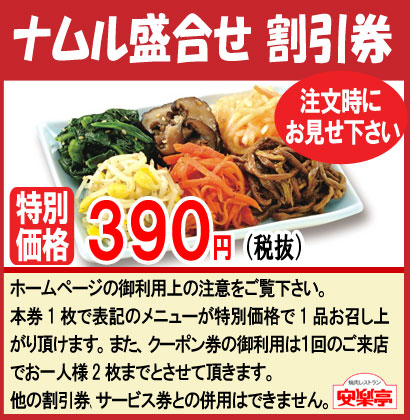 ナムル盛合せ 割引券
注文時に
お見せ下さい
特別
価格
390円（税抜）
ホームページの御利用上の注意をご覧下さい。
本券１枚で表記のメニューが特別価格で１品お召し上
がり頂けます。また、クーポン券の御利用は1回のご来店
でお一人様２枚までとさせて頂きます。
他の割引券、サービス券との併用はできません。
焼肉レストラン
安楽亭